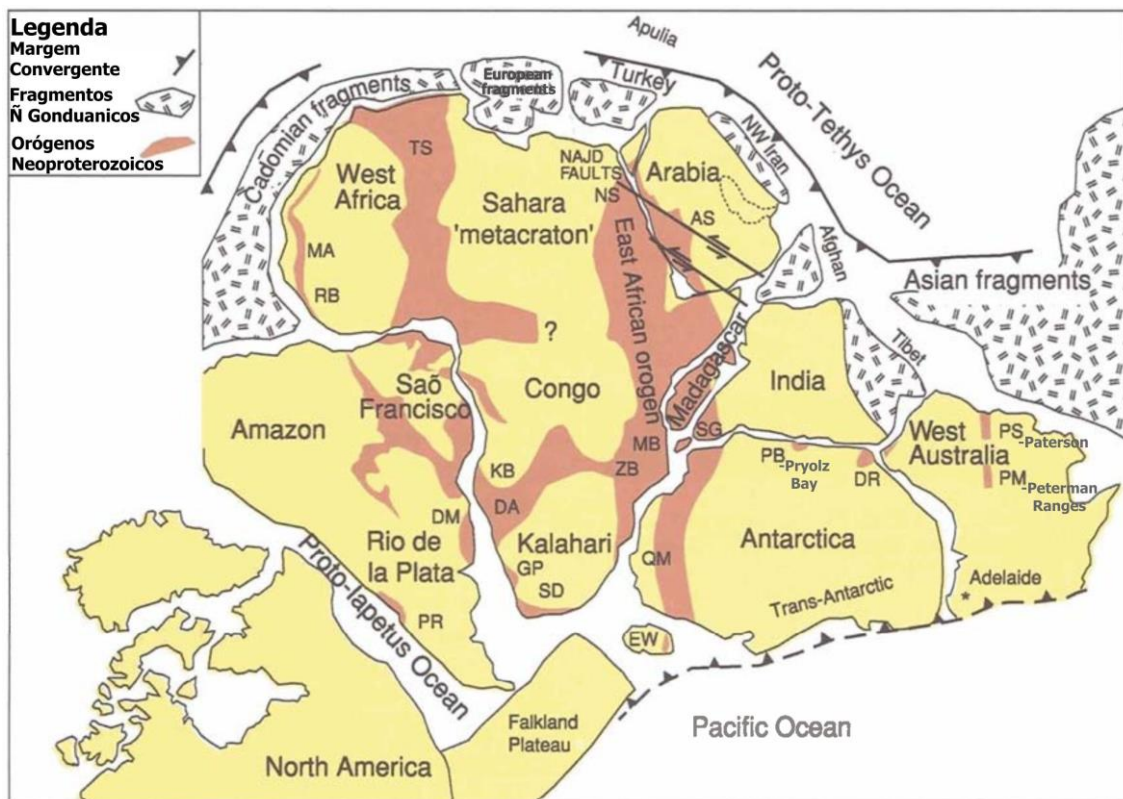 Legenda
Margem
Convergente
Fragmentos
Ñ Gonduanicos
Orógenos
Neoproterozoicos
Apulia
Proto-Tethys Ocean
Cadomian fragments
European
fragments
Turkey
NW Iran
TS
West
Africa
NAJD
FAULTS
NS
Arabia
Sahara
'metacraton'
AS
MA
RB
East African orogen
Afghan
Asian fragments
?
Madagascar
Tibet
Saõ
Francisco
Congo
India
Amazon
MB
SG
West
Australia
PS
-Paterson
KB
ZB
PB
-Pryolz
Bay
DR
PM
-Peterman
Ranges
DM
DA
Rio de
la Plata
Kalahari
GP
SD
QM
Antarctica
Trans-Antarctic
Adelaide
*
Proto-Iapetus Ocean
PR
EW
Falkland
Plateau
Pacific Ocean
North America